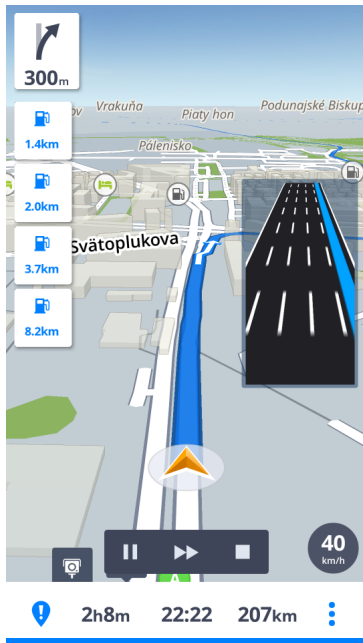 300m
Vrakuňa
Piaty hon
Podunajské Biskup
ov
1.4km
Pálenisko
2.0km
Svätoplukova
3.7km
8.2km
40
km/h
A
2h8m
22:22
207km